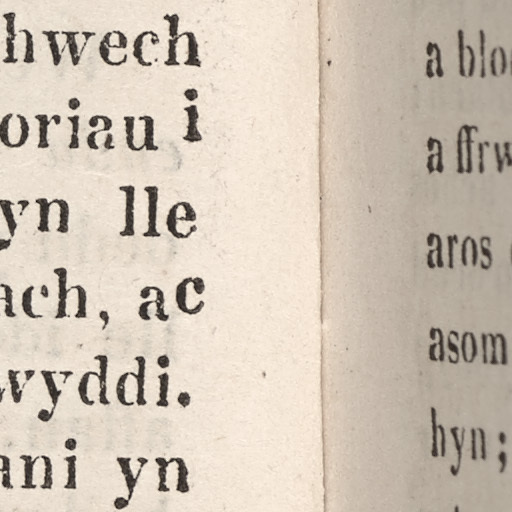 hwech
oriau i
yn lle
ach, ac
wyddi.
ani yn
a blo
a ffrw
aros
asom
hyn;